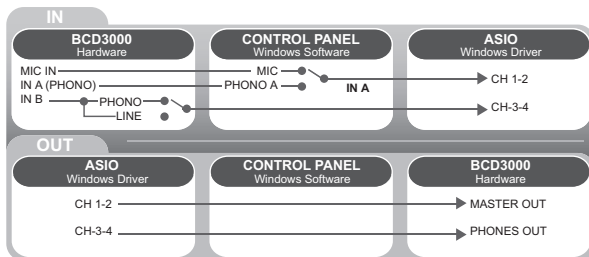 IN
BCD3000
Hardware
CONTROL PANEL
Windows Software
ASIO
Windows Driver
MIC IN
MIC
IN A (PHONO)
PHONO A
IN A
CH 1-2
IN B
PHONO
LINE
CH-3-4
OUT
ASIO
Windows Driver
CONTROL PANEL
Windows Software
BCD3000
Hardware
CH 1-2
MASTER OUT
CH-3-4
PHONES OUT